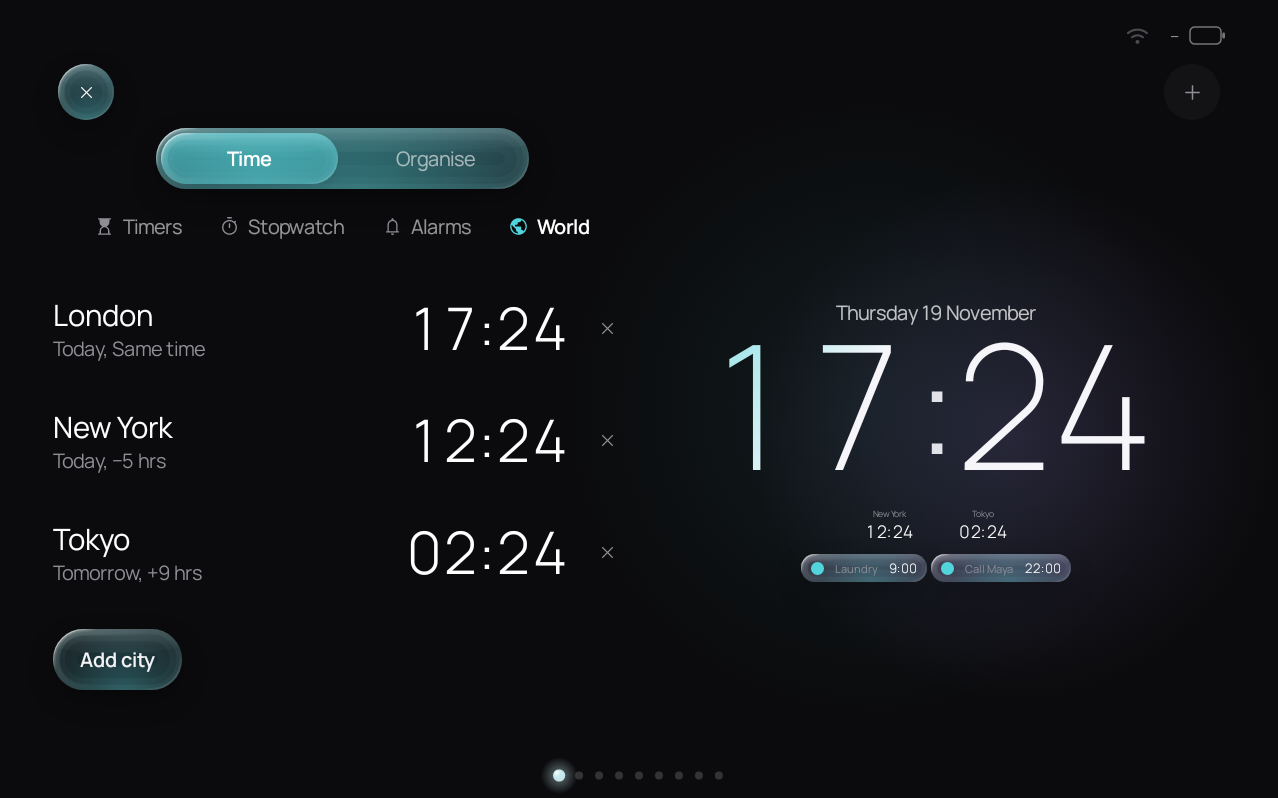 –
Time
Organise
Timers
Stopwatch
Alarms
World
London
Today, Same time
17:24
New York
Today, −5 hrs
12:24
Tokyo
Tomorrow, +9 hrs
02:24
Add city
Thursday 19 November
17:24
New York
12:24
Tokyo
02:24
Laundry 9:00
Call Maya 22:00